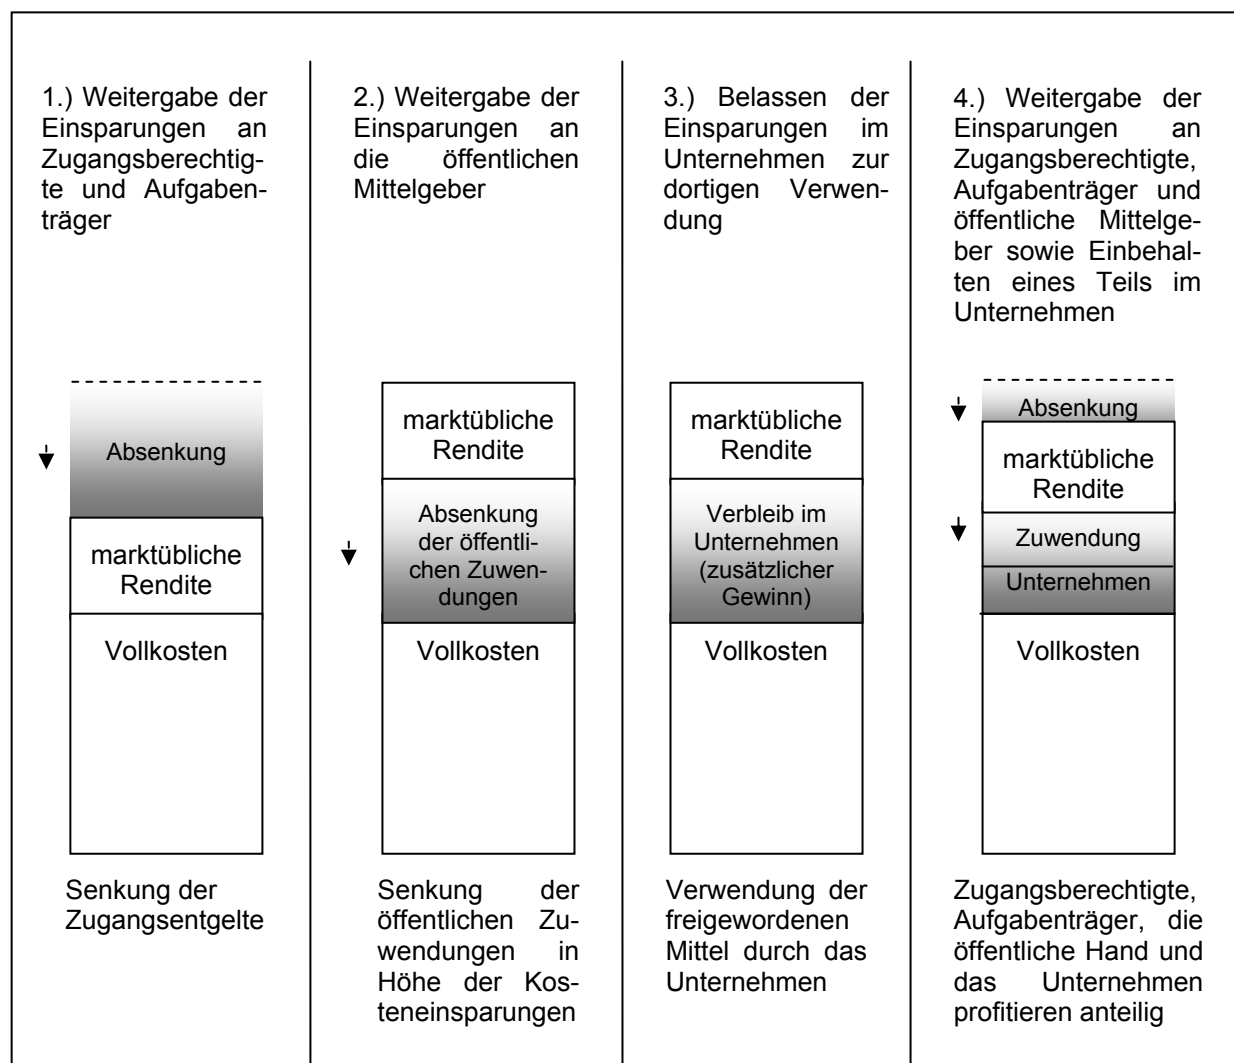 1.) Weitergabe der
Einsparungen an
Zugangsberechtig-
te und Aufgaben-
träger
Absenkung
marktübliche
Rendite
Vollkosten
Senkung der
Zugangsentgelte
2.) Weitergabe der
Einsparungen an
die öffentlichen
Mittelgeber
marktübliche
Rendite
Absenkung
der öffentli-
chen Zuwen-
dungen
Vollkosten
Senkung der
öffentlichen Zu-
wendungen in
Höhe der Kos-
teneinsparungen
3.) Belassen der
Einsparungen im
Unternehmen zur
dortigen Verwen-
dung
marktübliche
Rendite
Verbleib im
Unternehmen
(zusätzlicher
Gewinn)
Vollkosten
Verwendung der
freigewordenen
Mittel durch das
Unternehmen
4.) Weitergabe der
Einsparungen an
Zugangsberechtigte,
Aufgabenträger und
öffentliche Mittelge-
ber sowie Einbehal-
ten eines Teils im
Unternehmen
Absenkung
marktübliche
Rendite
Zuwendung
Unternehmen
Vollkosten
Zugangsberechtigte,
Aufgabenträger, die
öffentliche Hand und
das Unternehmen
profitieren anteilig